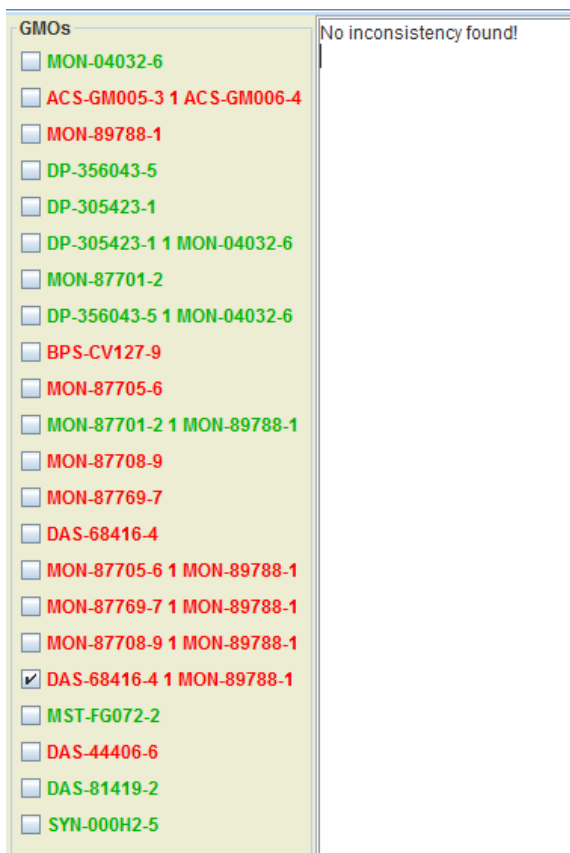 GMOs
MON-04032-6
ACS-GM005-3 1 ACS-GM006-4
MON-89788-1
DP-356043-5
DP-305423-1
DP-305423-1 1 MON-04032-6
MON-87701-2
DP-356043-5 1 MON-04032-6
BPS-CV127-9
MON-87705-6
MON-87701-2 1 MON-89788-1
MON-87708-9
MON-87769-7
DAS-68416-4
MON-87705-6 1 MON-89788-1
MON-87769-7 1 MON-89788-1
MON-87708-9 1 MON-89788-1
DAS-68416-4 1 MON-89788-1
MST-FG072-2
DAS-44406-6
DAS-81419-2
SYN-000H2-5
No inconsistency found!